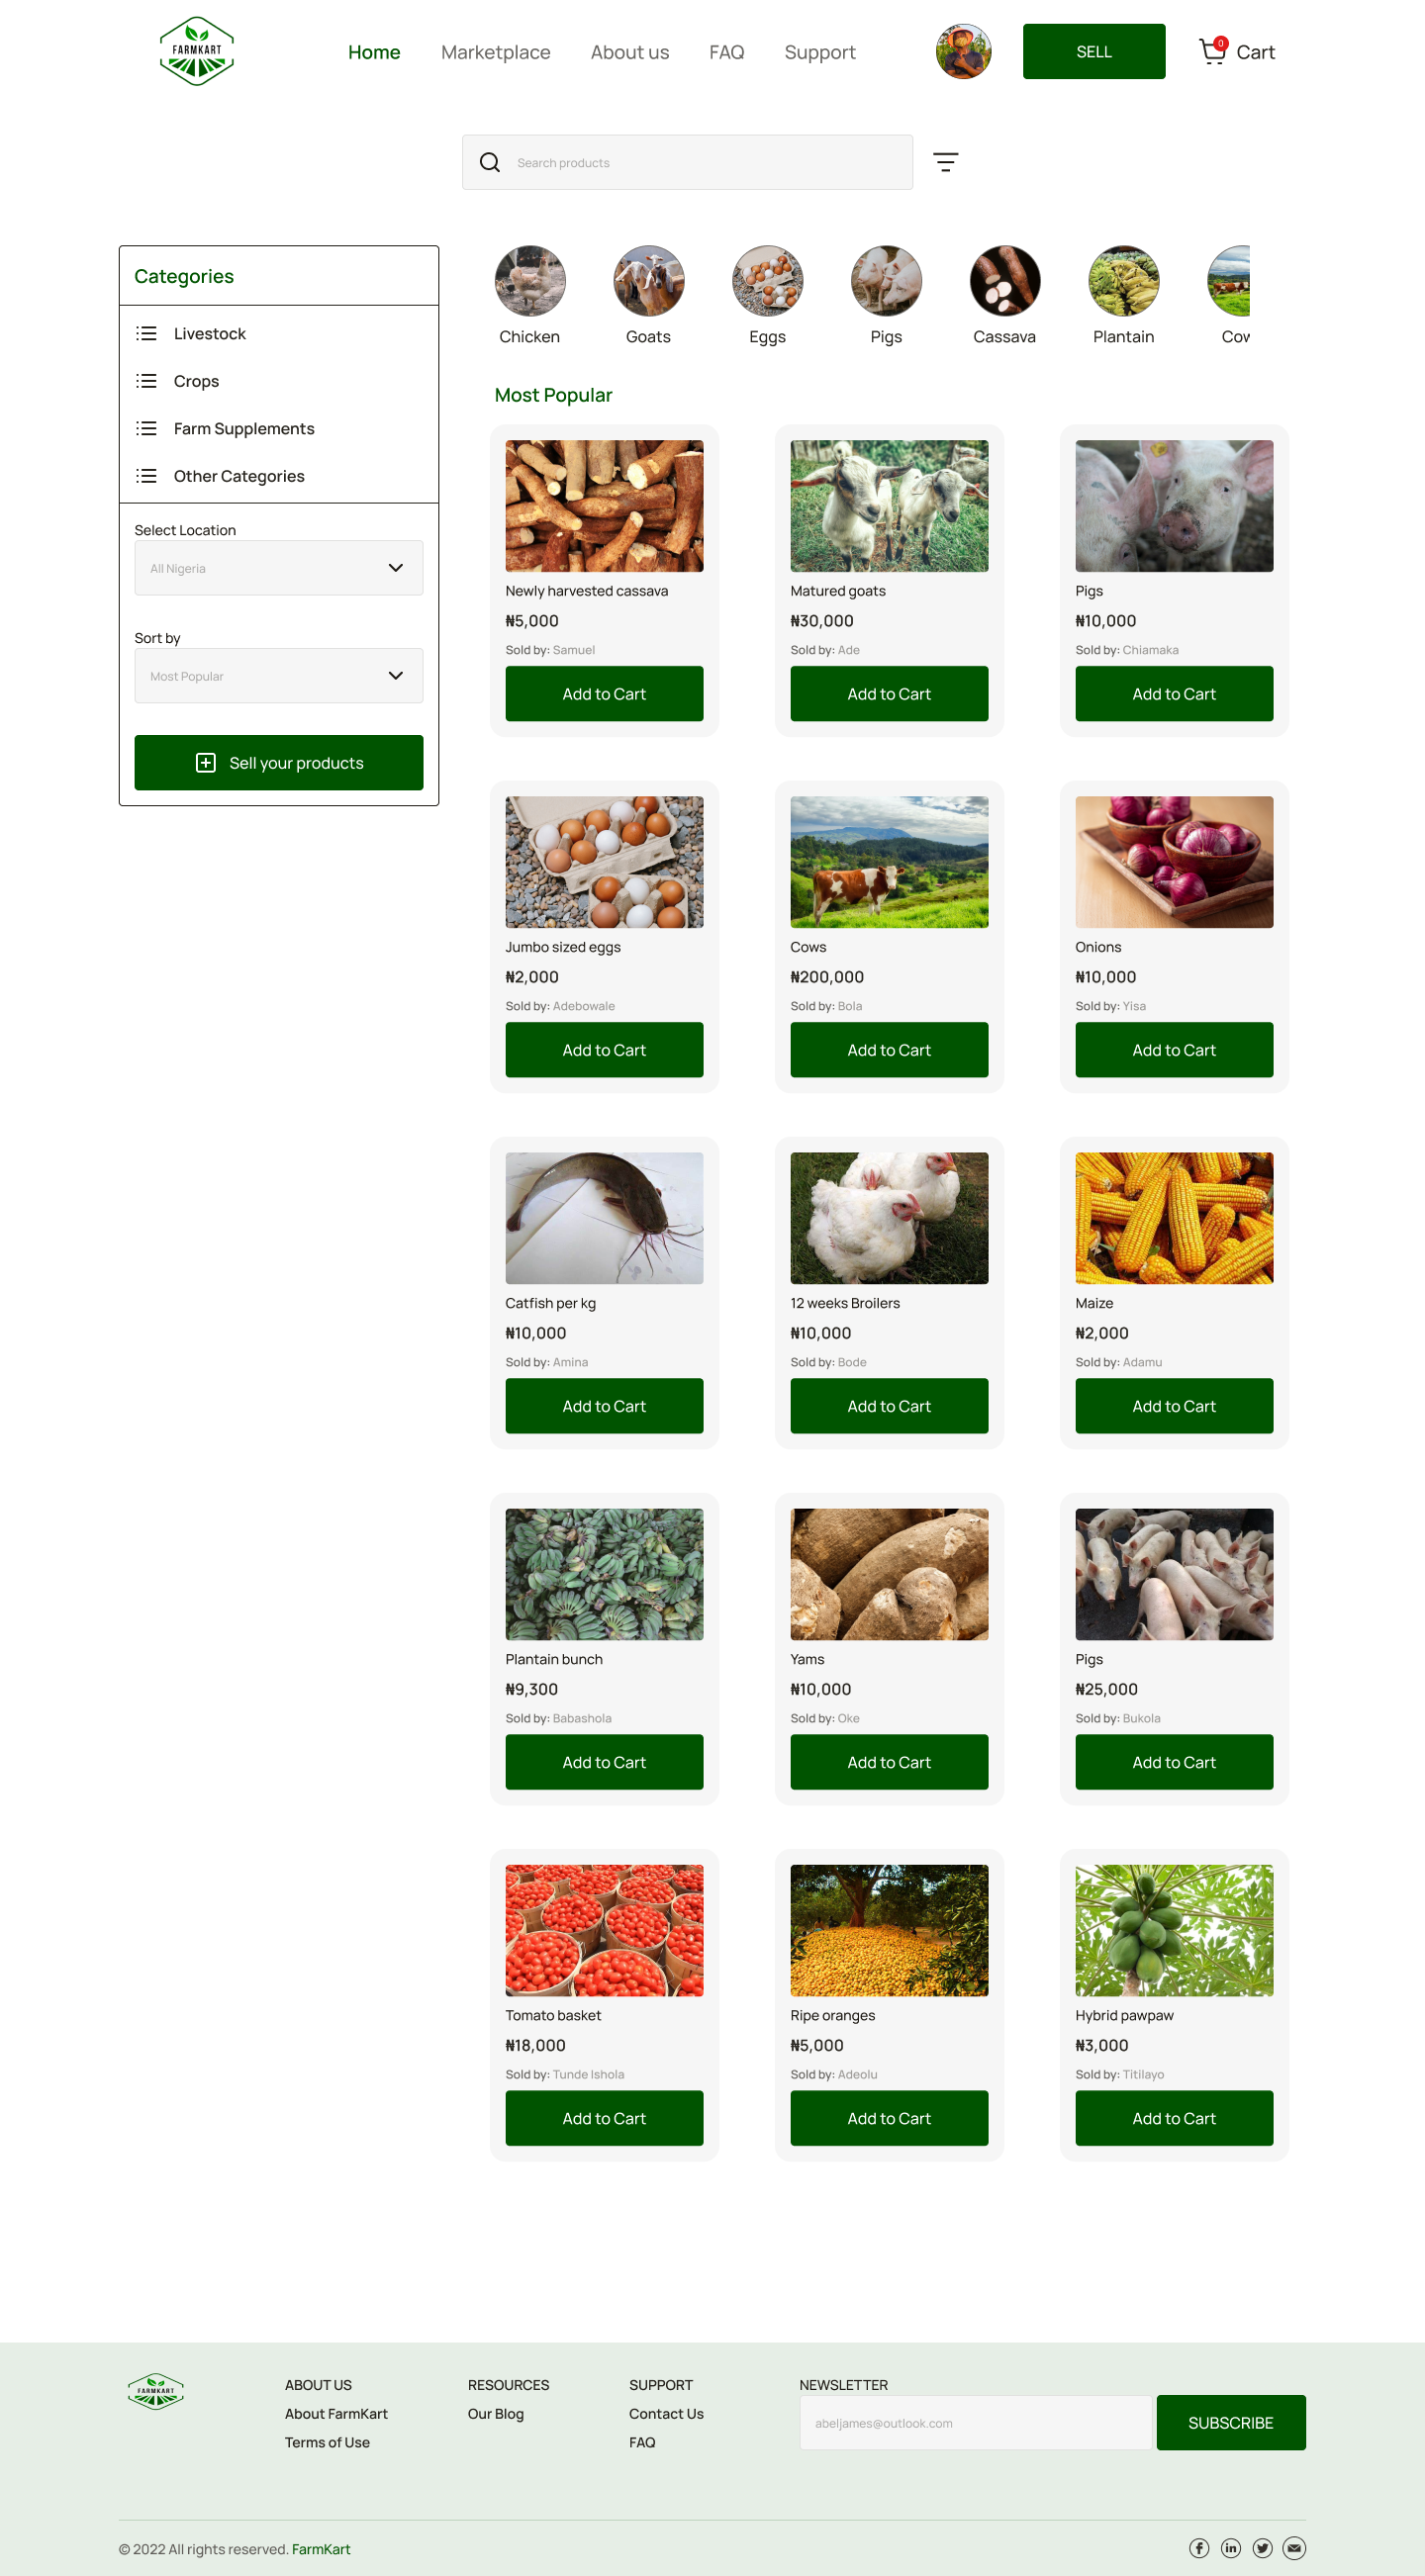 FARMKART
Home Marketplace About us FAQ Support
SELL
0
Cart
Search products
Categories
Livestock
Crops
Farm Supplements
Other Categories
Select Location
All Nigeria
Sort by
Most Popular
Sell your products
Chicken Goats Eggs Pigs Cassava Plantain Cow
Most Popular
Newly harvested cassava
₦5,000
Sold by: Samuel
Add to Cart
Matured goats
₦30,000
Sold by: Ade
Add to Cart
Pigs
₦10,000
Sold by: Chiamaka
Add to Cart
Jumbo sized eggs
₦2,000
Sold by: Adebowale
Add to Cart
Cows
₦200,000
Sold by: Bola
Add to Cart
Onions
₦10,000
Sold by: Yisa
Add to Cart
Catfish per kg
₦10,000
Sold by: Amina
Add to Cart
12 weeks Broilers
₦10,000
Sold by: Bode
Add to Cart
Maize
₦2,000
Sold by: Adamu
Add to Cart
Plantain bunch
₦9,300
Sold by: Babashola
Add to Cart
Yams
₦10,000
Sold by: Oke
Add to Cart
Pigs
₦25,000
Sold by: Bukola
Add to Cart
Tomato basket
₦18,000
Sold by: Tunde Ishola
Add to Cart
Ripe oranges
₦5,000
Sold by: Adeolu
Add to Cart
Hybrid pawpaw
₦3,000
Sold by: Titilayo
Add to Cart
FARMKART
ABOUT US
About FarmKart
Terms of Use
RESOURCES
Our Blog
SUPPORT
Contact Us
FAQ
NEWSLETTER
abeljames@outlook.com
SUBSCRIBE
© 2022 All rights reserved. FarmKart